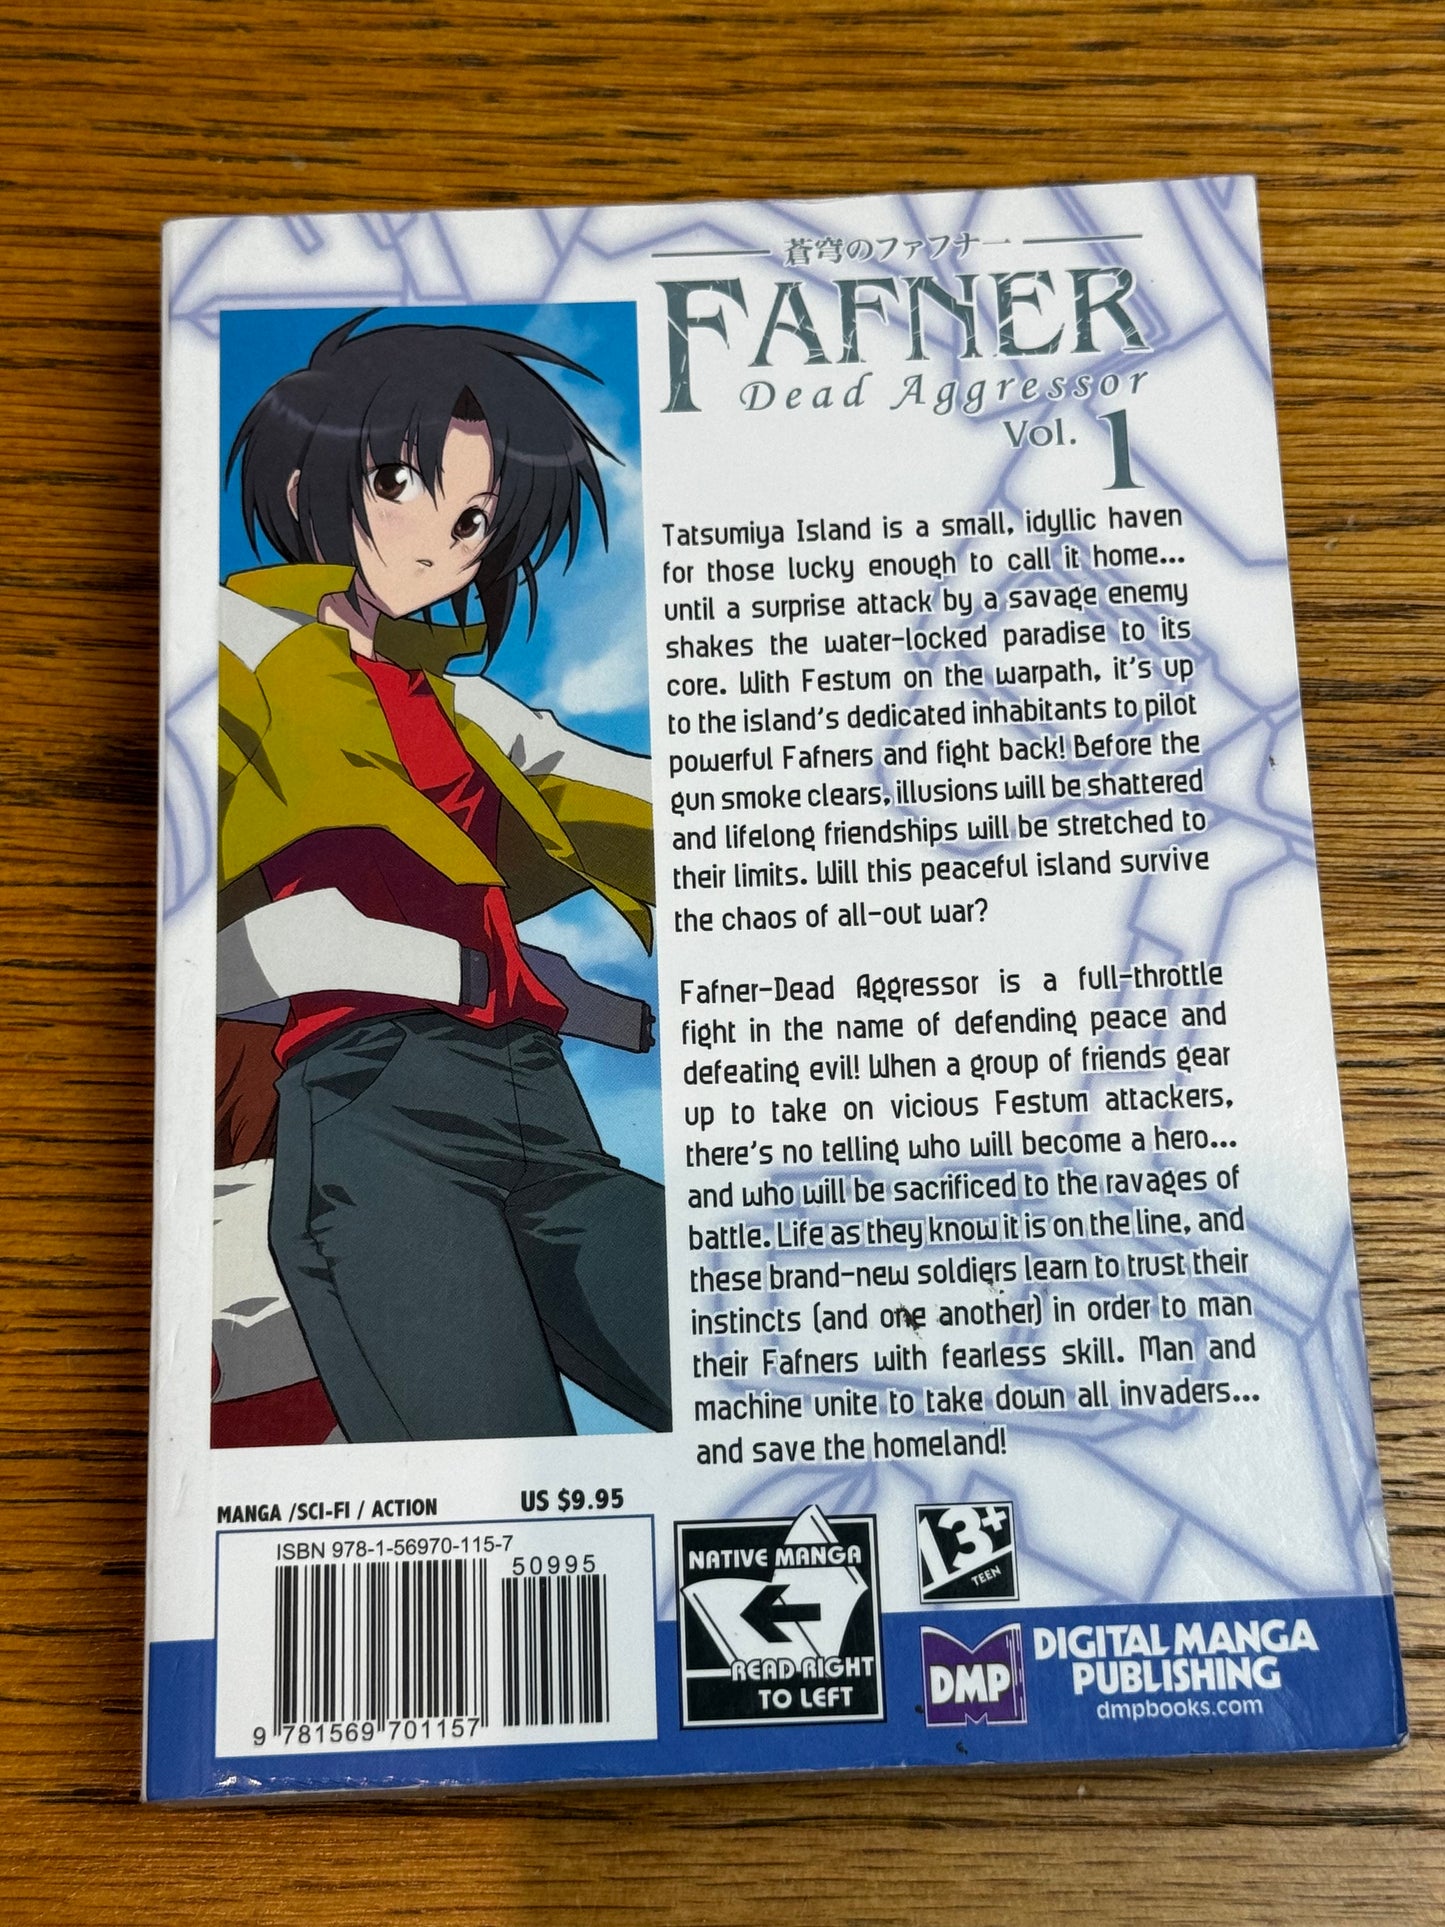 蒼穹のファフナー
FAFNER
Dead Aggressor
Vol. 1
Tatsumiya Island is a small, idyllic haven
for those lucky enough to call it home...
until a surprise attack by a savage enemy
shakes the water-locked paradise to its
core. With Festum on the warpath, it's up
to the island's dedicated inhabitants to pilot
powerful Fafners and fight back! Before the
gun smoke clears, illusions will be shattered
and lifelong friendships will be stretched to
their limits. Will this peaceful island survive
the chaos of all-out war?
Fafner-Dead Aggressor is a full-throttle
fight in the name of defending peace and
defeating evil! When a group of friends gear
up to take on vicious Festum attackers,
there's no telling who will become a hero...
and who will be sacrificed to the ravages of
battle. Life as they know it is on the line, and
these brand-new soldiers learn to trust their
instincts (and one another) in order to man
their Fafners with fearless skill. Man and
machine unite to take down all invaders...
and save the homeland!
MANGA /SCI-FI / ACTION
US $9.95
ISBN 978-1-56970-115-7
50995
9 781569 701157
NATIVE MANGA
READ RIGHT
TO LEFT
13+
TEEN
DMP
DIGITAL MANGA
PUBLISHING
dmpbooks.com